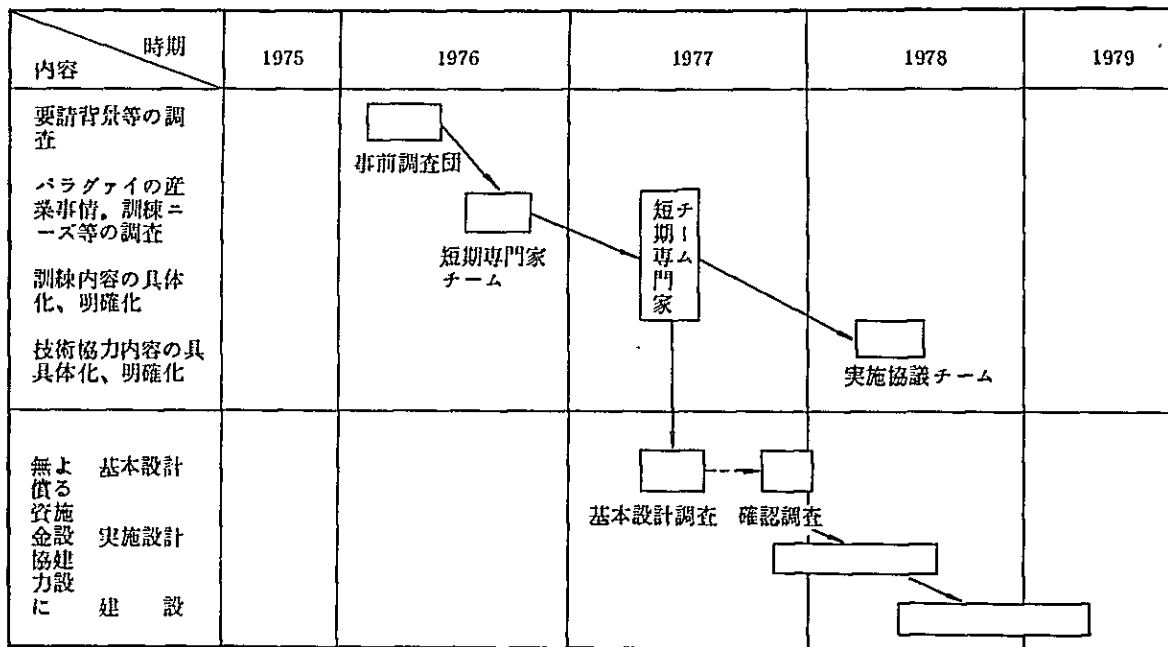 時期
内容
1975
1976
1977
1978
1979
要請背景等の調
査
事前調査団
パラグァイの産
業事情、訓練ニ
ーズ等の調査
短期専門家
チーム
短期専門家
チーム
訓練内容の具体
化、明確化
技術協力内容の具
具体化、明確化
実施協議チーム
無償資金協力に
よる施設建設
基本設計
基本設計調査
確認調査
実施設計
建設